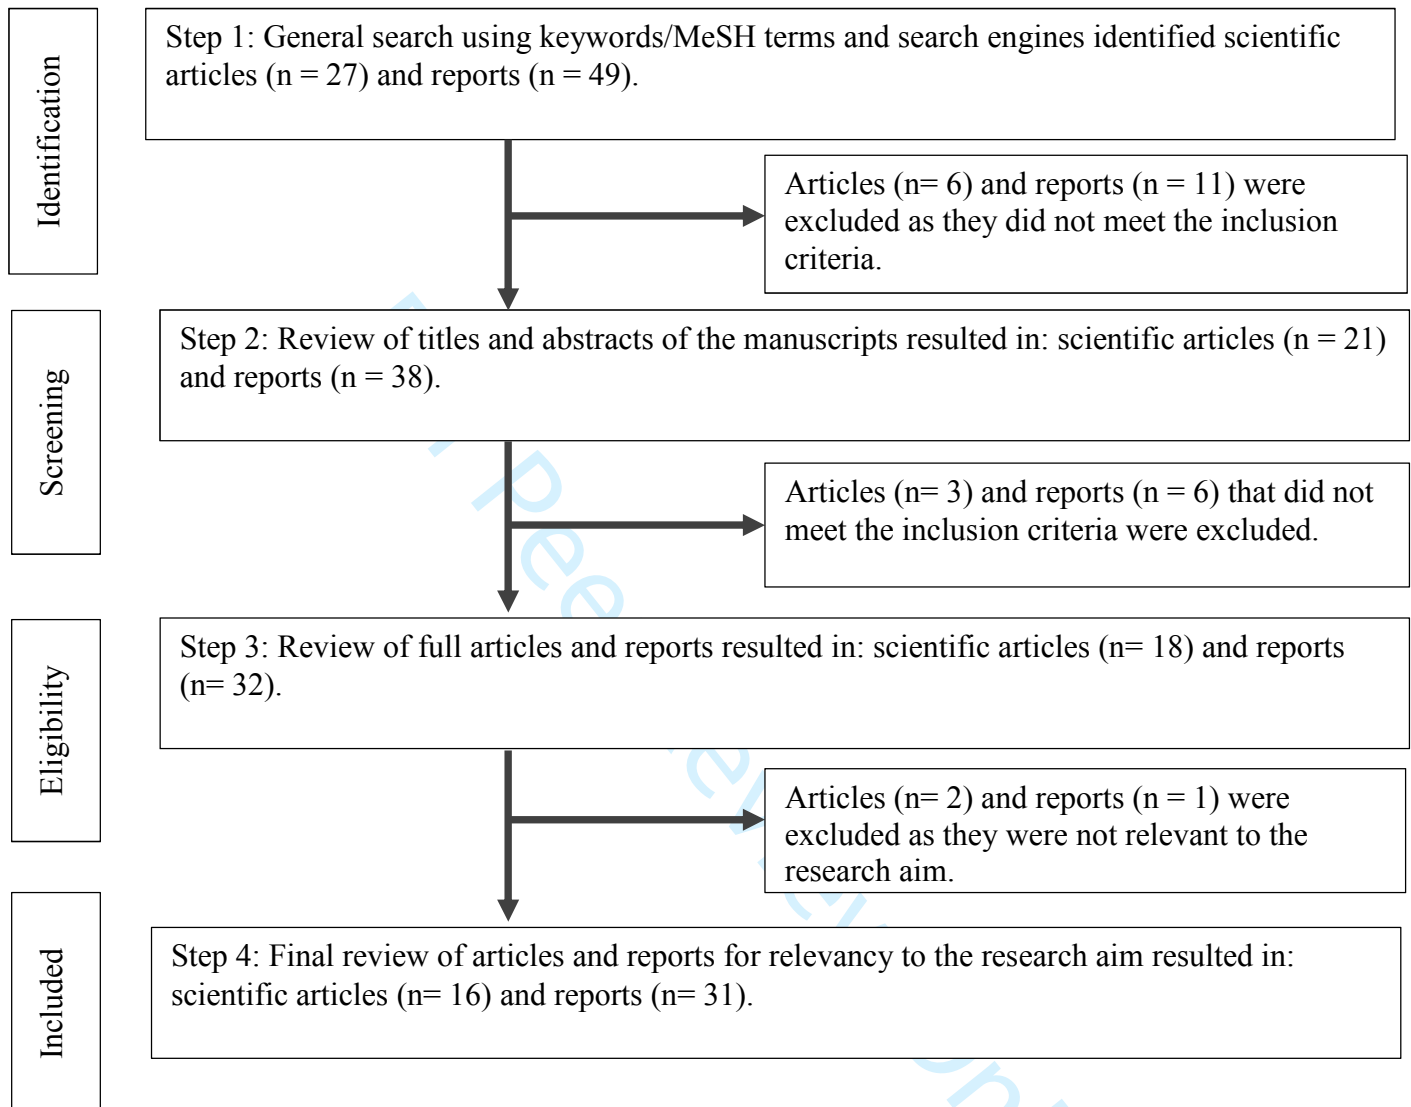 Identification
Step 1: General search using keywords/MeSH terms and search engines identified scientific
articles (n = 27) and reports (n = 49).
Articles (n= 6) and reports (n = 11) were
excluded as they did not meet the inclusion
criteria.
Screening
Step 2: Review of titles and abstracts of the manuscripts resulted in: scientific articles (n = 21)
and reports (n = 38).
Articles (n= 3) and reports (n = 6) that did not
meet the inclusion criteria were excluded.
Eligibility
Step 3: Review of full articles and reports resulted in: scientific articles (n= 18) and reports
(n= 32).
Articles (n= 2) and reports (n = 1) were
excluded as they were not relevant to the
research aim.
Included
Step 4: Final review of articles and reports for relevancy to the research aim resulted in:
scientific articles (n= 16) and reports (n= 31).